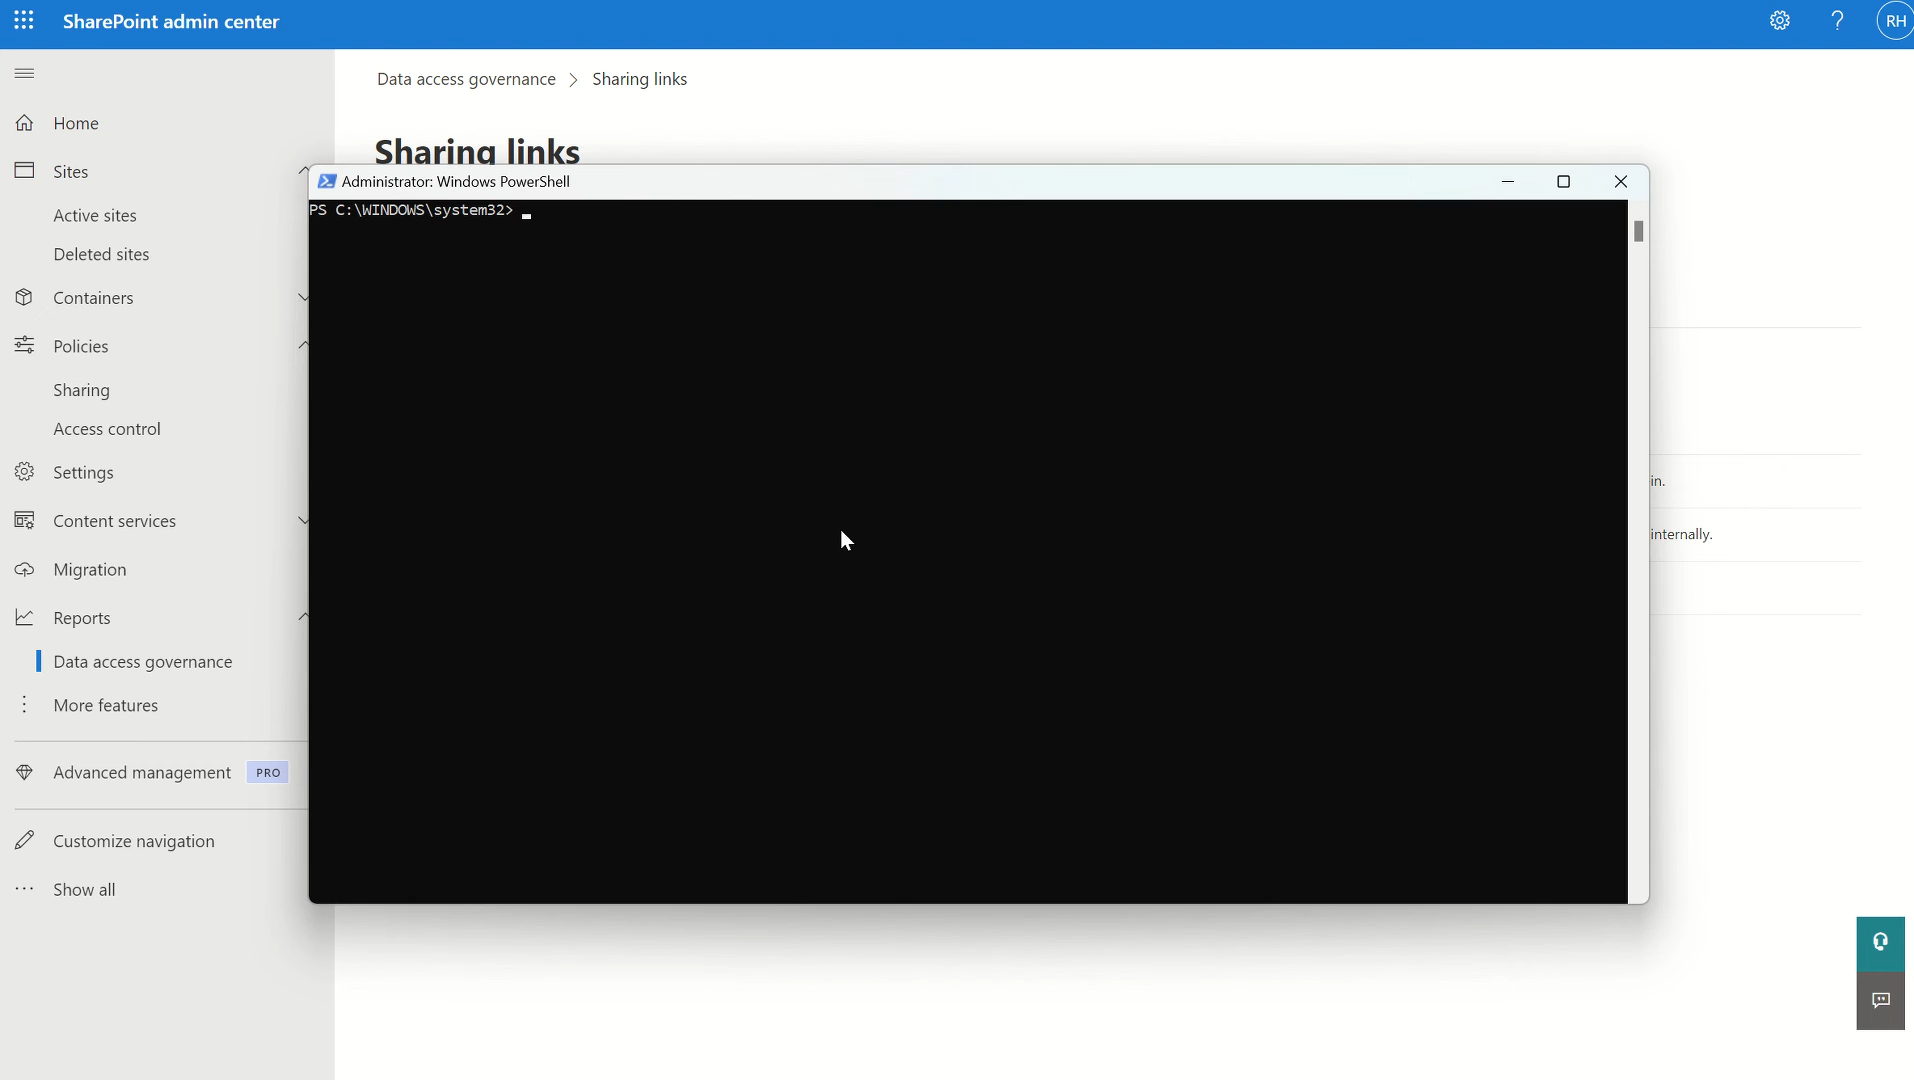 SharePoint admin center
RH
Data access governance > Sharing links
Sharing links
Home
Sites
Active sites
Deleted sites
Containers
Policies
Sharing
Access control
Settings
Content services
Migration
Reports
Data access governance
More features
Advanced management PRO
Customize navigation
Show all
Administrator: Windows PowerShell
PS C:\WINDOWS\system32>
in.
internally.